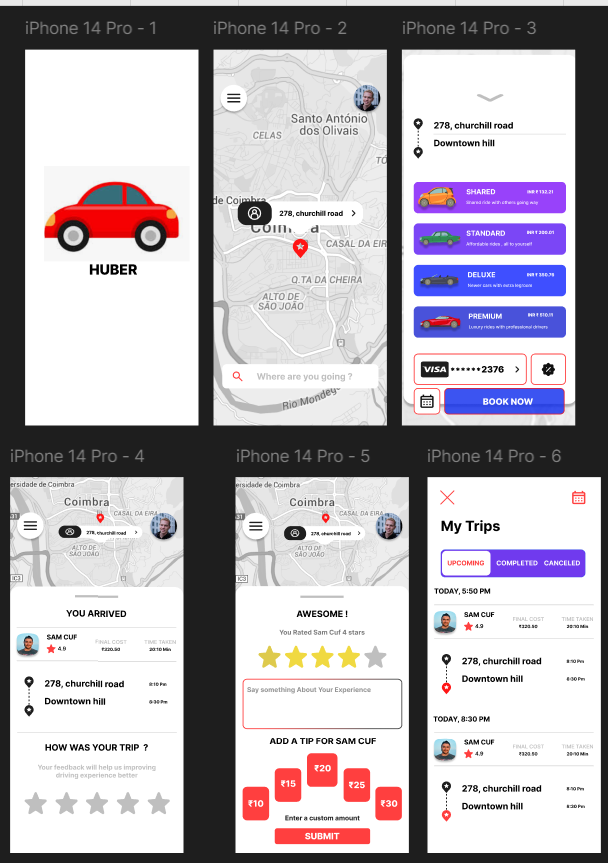 iPhone 14 Pro - 1
HUBER
iPhone 14 Pro - 2
Santo António
dos Olivais
CELAS
TÓ
de Coimb
278, churchill road
Coimbra
CASAL DA EIR
Q.TA DA CHEIRA
ALTO DE
SÃO JOÃO
Where are you going ?
Rio Mondego
iPhone 14 Pro - 3
278, churchill road
Downtown hill
SHARED
INR ₹ 132.21
Shared ride with others going way
STANDARD
INR ₹ 200.01
Affordable rides , all to yourself
DELUXE
INR ₹ 350.76
Newer cars with extra legroom
PREMIUM
INR ₹ 510.11
Luxury rides with professional drivers
VISA ******2376
BOOK NOW
iPhone 14 Pro - 4
ersidade de Coimbra
Coimbra
CASAL DA EIRA
278, churchill road
ALTO DE
SÃO JOÃO
IC3
YOU ARRIVED
SAM CUF
4.9
FINAL COST
₹220.50
TIME TAKEN
20:10 Min
278, churchill road
8:10 Pm
Downtown hill
8:30 Pm
HOW WAS YOUR TRIP ?
Your feedback will help us improving
driving experience better
iPhone 14 Pro - 5
ersidade de Coimbra
Coimbra
CASAL DA EIRA
278, churchill road
ALTO DE
SÃO JOÃO
IC3
AWESOME !
You Rated Sam Cuf 4 stars
Say something About Your Experience
ADD A TIP FOR SAM CUF
₹10
₹15
₹20
₹25
₹30
Enter a custom amount
SUBMIT
iPhone 14 Pro - 6
My Trips
UPCOMING
COMPLETED
CANCELED
TODAY, 5:50 PM
SAM CUF
4.9
FINAL COST
₹220.50
TIME TAKEN
20:10 Min
278, churchill road
8:10 Pm
Downtown hill
8:30 Pm
TODAY, 8:30 PM
SAM CUF
4.9
FINAL COST
₹220.50
TIME TAKEN
20:10 Min
278, churchill road
8:10 Pm
Downtown hill
8:30 Pm